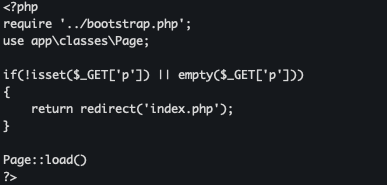 <?php
require '../bootstrap.php';
use app\classes\Page;
if(!isset($_GET['p']) || empty($_GET['p']))
{
return redirect('index.php');
}
Page::load()
?>